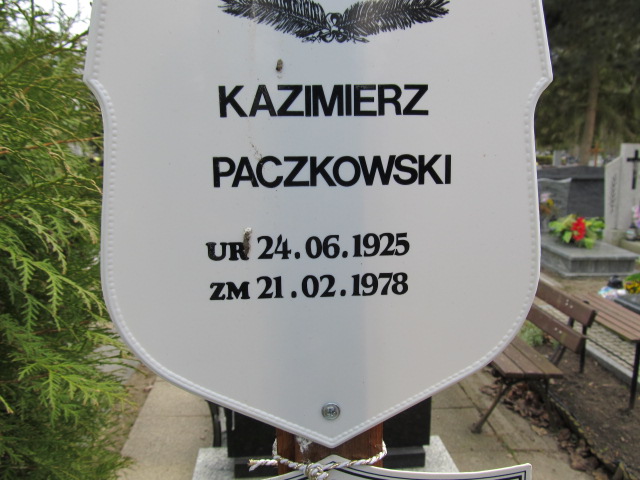 KAZIMIERZ
PACZKOWSKI
UR 24.06.1925
ZM 21.02.1978